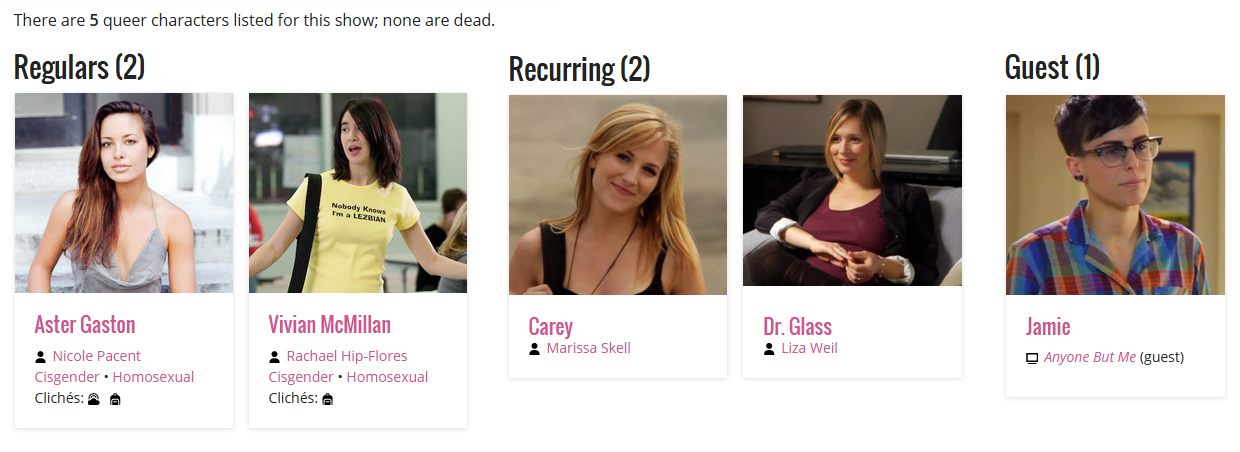 There are 5 queer characters listed for this show; none are dead.
Regulars (2)
Nobody Knows
I'm a LEZBIAN
Aster Gaston
Nicole Pacent
Cisgender • Homosexual
Clichés:
Vivian McMillan
Rachael Hip-Flores
Cisgender • Homosexual
Clichés:
Recurring (2)
Carey
Marissa Skell
Dr. Glass
Liza Weil
Guest (1)
Jamie
Anyone But Me (guest)